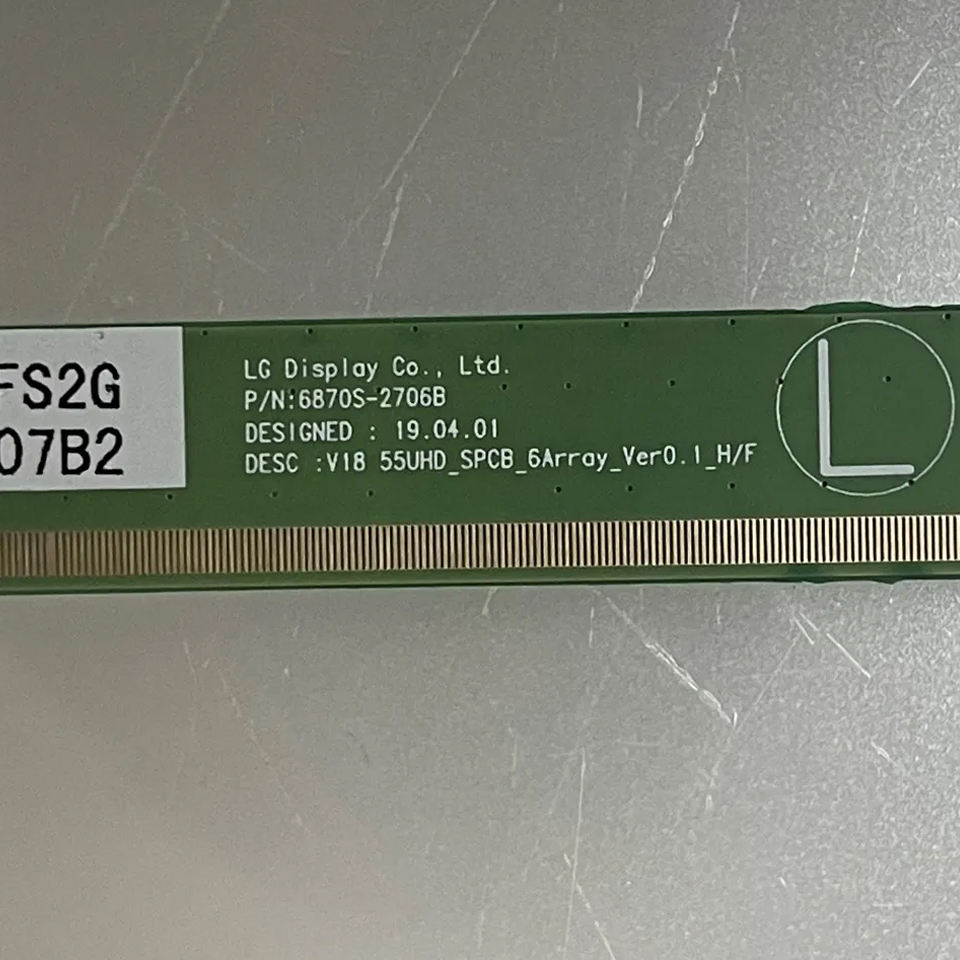 FS2G
07B2
LG Display Co., Ltd.
P/N:6870S-2706B
DESIGNED : 19.04.01
DESC :V18 55UHD_SPCB_6Array_Ver0.1_H/F
L